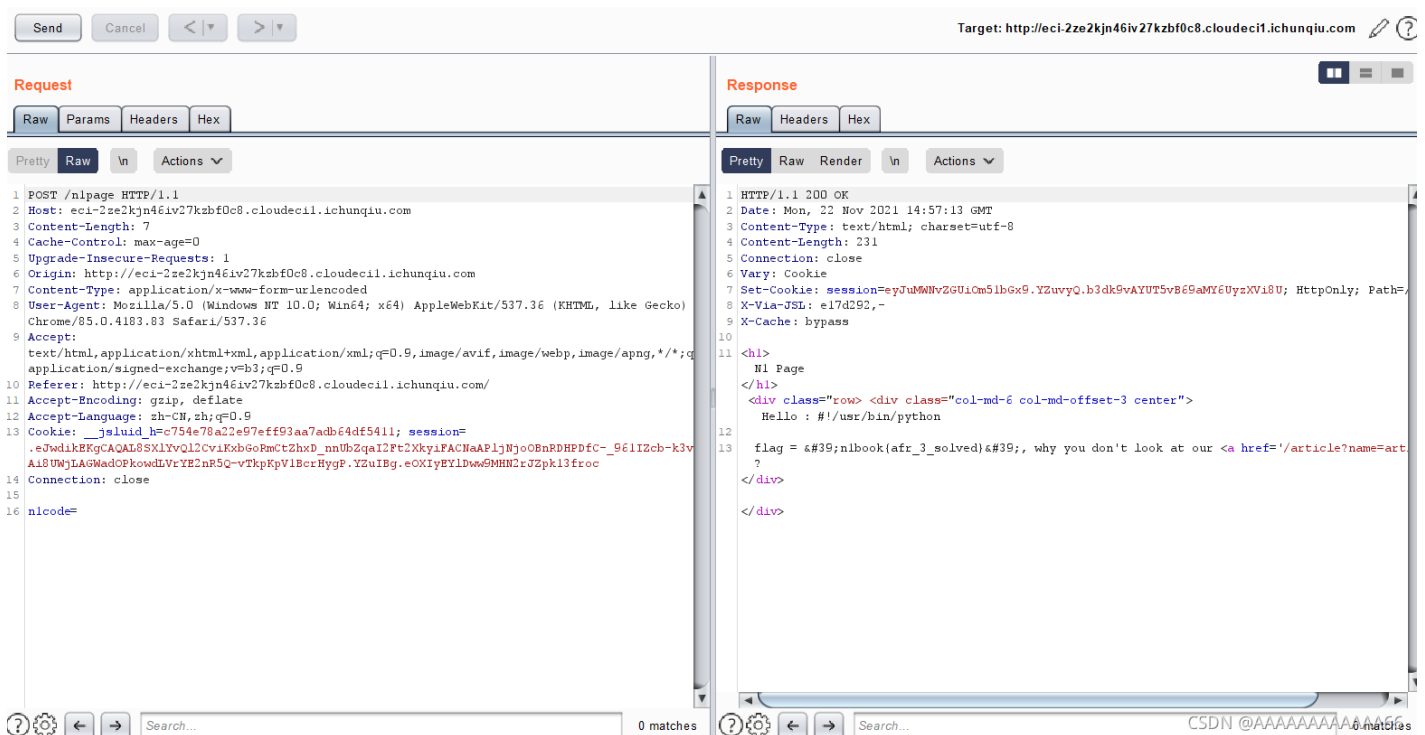 Send
Cancel
< | ▼
> | ▼
Target: http://eci-2ze2kjn46iv27kzbf0c8.cloudeci1.ichunqiu.com
Request
Raw Params Headers Hex
Pretty Raw \n Actions
1 POST /n1page HTTP/1.1
2 Host: eci-2ze2kjn46iv27kzbf0c8.cloudeci1.ichunqiu.com
3 Content-Length: 7
4 Cache-Control: max-age=0
5 Upgrade-Insecure-Requests: 1
6 Origin: http://eci-2ze2kjn46iv27kzbf0c8.cloudeci1.ichunqiu.com
7 Content-Type: application/x-www-form-urlencoded
8 User-Agent: Mozilla/5.0 (Windows NT 10.0; Win64; x64) AppleWebKit/537.36 (KHTML, like Gecko)
Chrome/85.0.4183.83 Safari/537.36
9 Accept:
text/html,application/xhtml+xml,application/xml;q=0.9,image/avif,image/webp,image/apng,*/*;q
application/signed-exchange;v=b3;q=0.9
10 Referer: http://eci-2ze2kjn46iv27kzbf0c8.cloudeci1.ichunqiu.com/
11 Accept-Encoding: gzip, deflate
12 Accept-Language: zh-CN,zh;q=0.9
13 Cookie: __jsluid_h=c754e78a22e97eff93aa7adb64df5411; session=
14 Connection: close
15
16 n1code=
Search...
0 matches
Response
Raw Headers Hex
Pretty Raw Render \n Actions
1 HTTP/1.1 200 OK
2 Date: Mon, 22 Nov 2021 14:57:13 GMT
3 Content-Type: text/html; charset=utf-8
4 Content-Length: 231
5 Connection: close
6 Vary: Cookie
7 Set-Cookie: session=eyJuMWNvZGUiOm51bGx9.YZuvyQ.b3dk9vAYUT5vB69aMY6UyzXVi8U; HttpOnly; Path=/
8 X-Via-JSL: e17d292,-
9 X-Cache: bypass
10
11 <h1>
N1 Page
</h1>
<div class="row"> <div class="col-md-6 col-md-offset-3 center">
Hello : #!/usr/bin/python
12
13 flag = &#39;n1book{afr_3_solved}&#39;, why you don't look at our <a href='/article?name=art
?
</div>
</div>
Search...
matches
CSDN @AAAAAAAAAAAA66